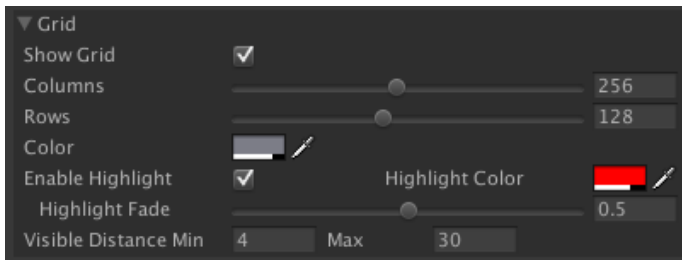 Grid
Show Grid
Columns 256
Rows 128
Color
Enable Highlight Highlight Color
Highlight Fade 0.5
Visible Distance Min 4 Max 30